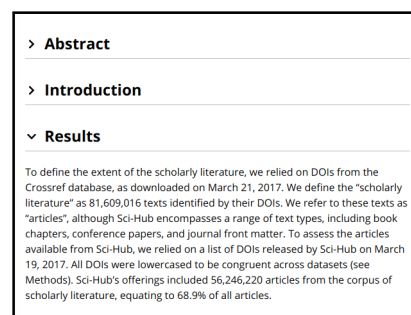 Abstract
Introduction
Results
To define the extent of the scholarly literature, we relied on DOIs from the
Crossref database, as downloaded on March 21, 2017. We define the “scholarly
literature” as 81,609,016 texts identified by their DOIs. We refer to these texts as
“articles”, although Sci-Hub encompasses a range of text types, including book
chapters, conference papers, and journal front matter. To assess the articles
available from Sci-Hub, we relied on a list of DOIs released by Sci-Hub on March
19, 2017. All DOIs were lowercased to be congruent across datasets (see
Methods). Sci-Hub’s offerings included 56,246,220 articles from the corpus of
scholarly literature, equating to 68.9% of all articles.